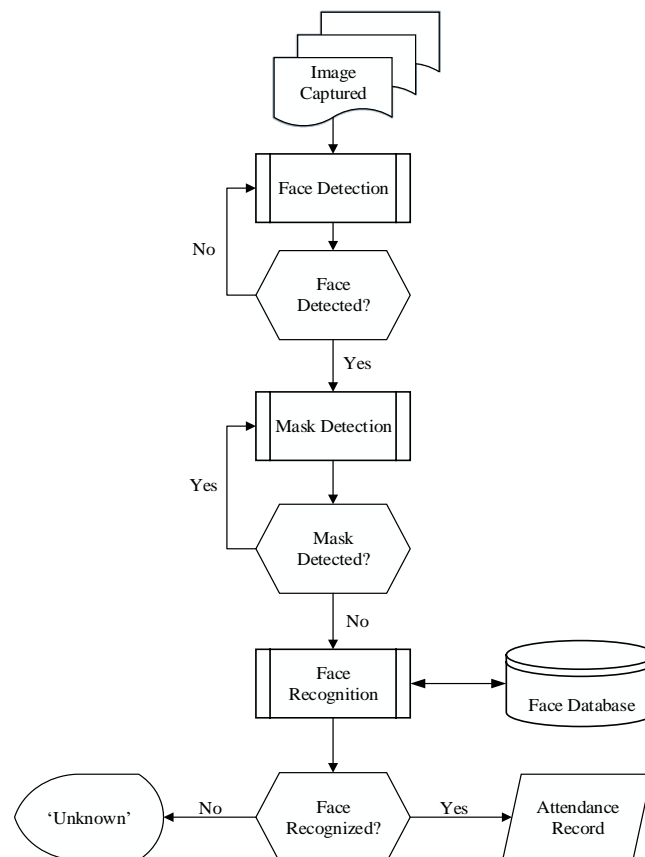 Image
Captured
Face Detection
No
Face
Detected?
Yes
Mask Detection
Yes
Mask
Detected?
No
Face
Recognition
Face Database
‘Unknown’
No
Face
Recognized?
Yes
Attendance
Record